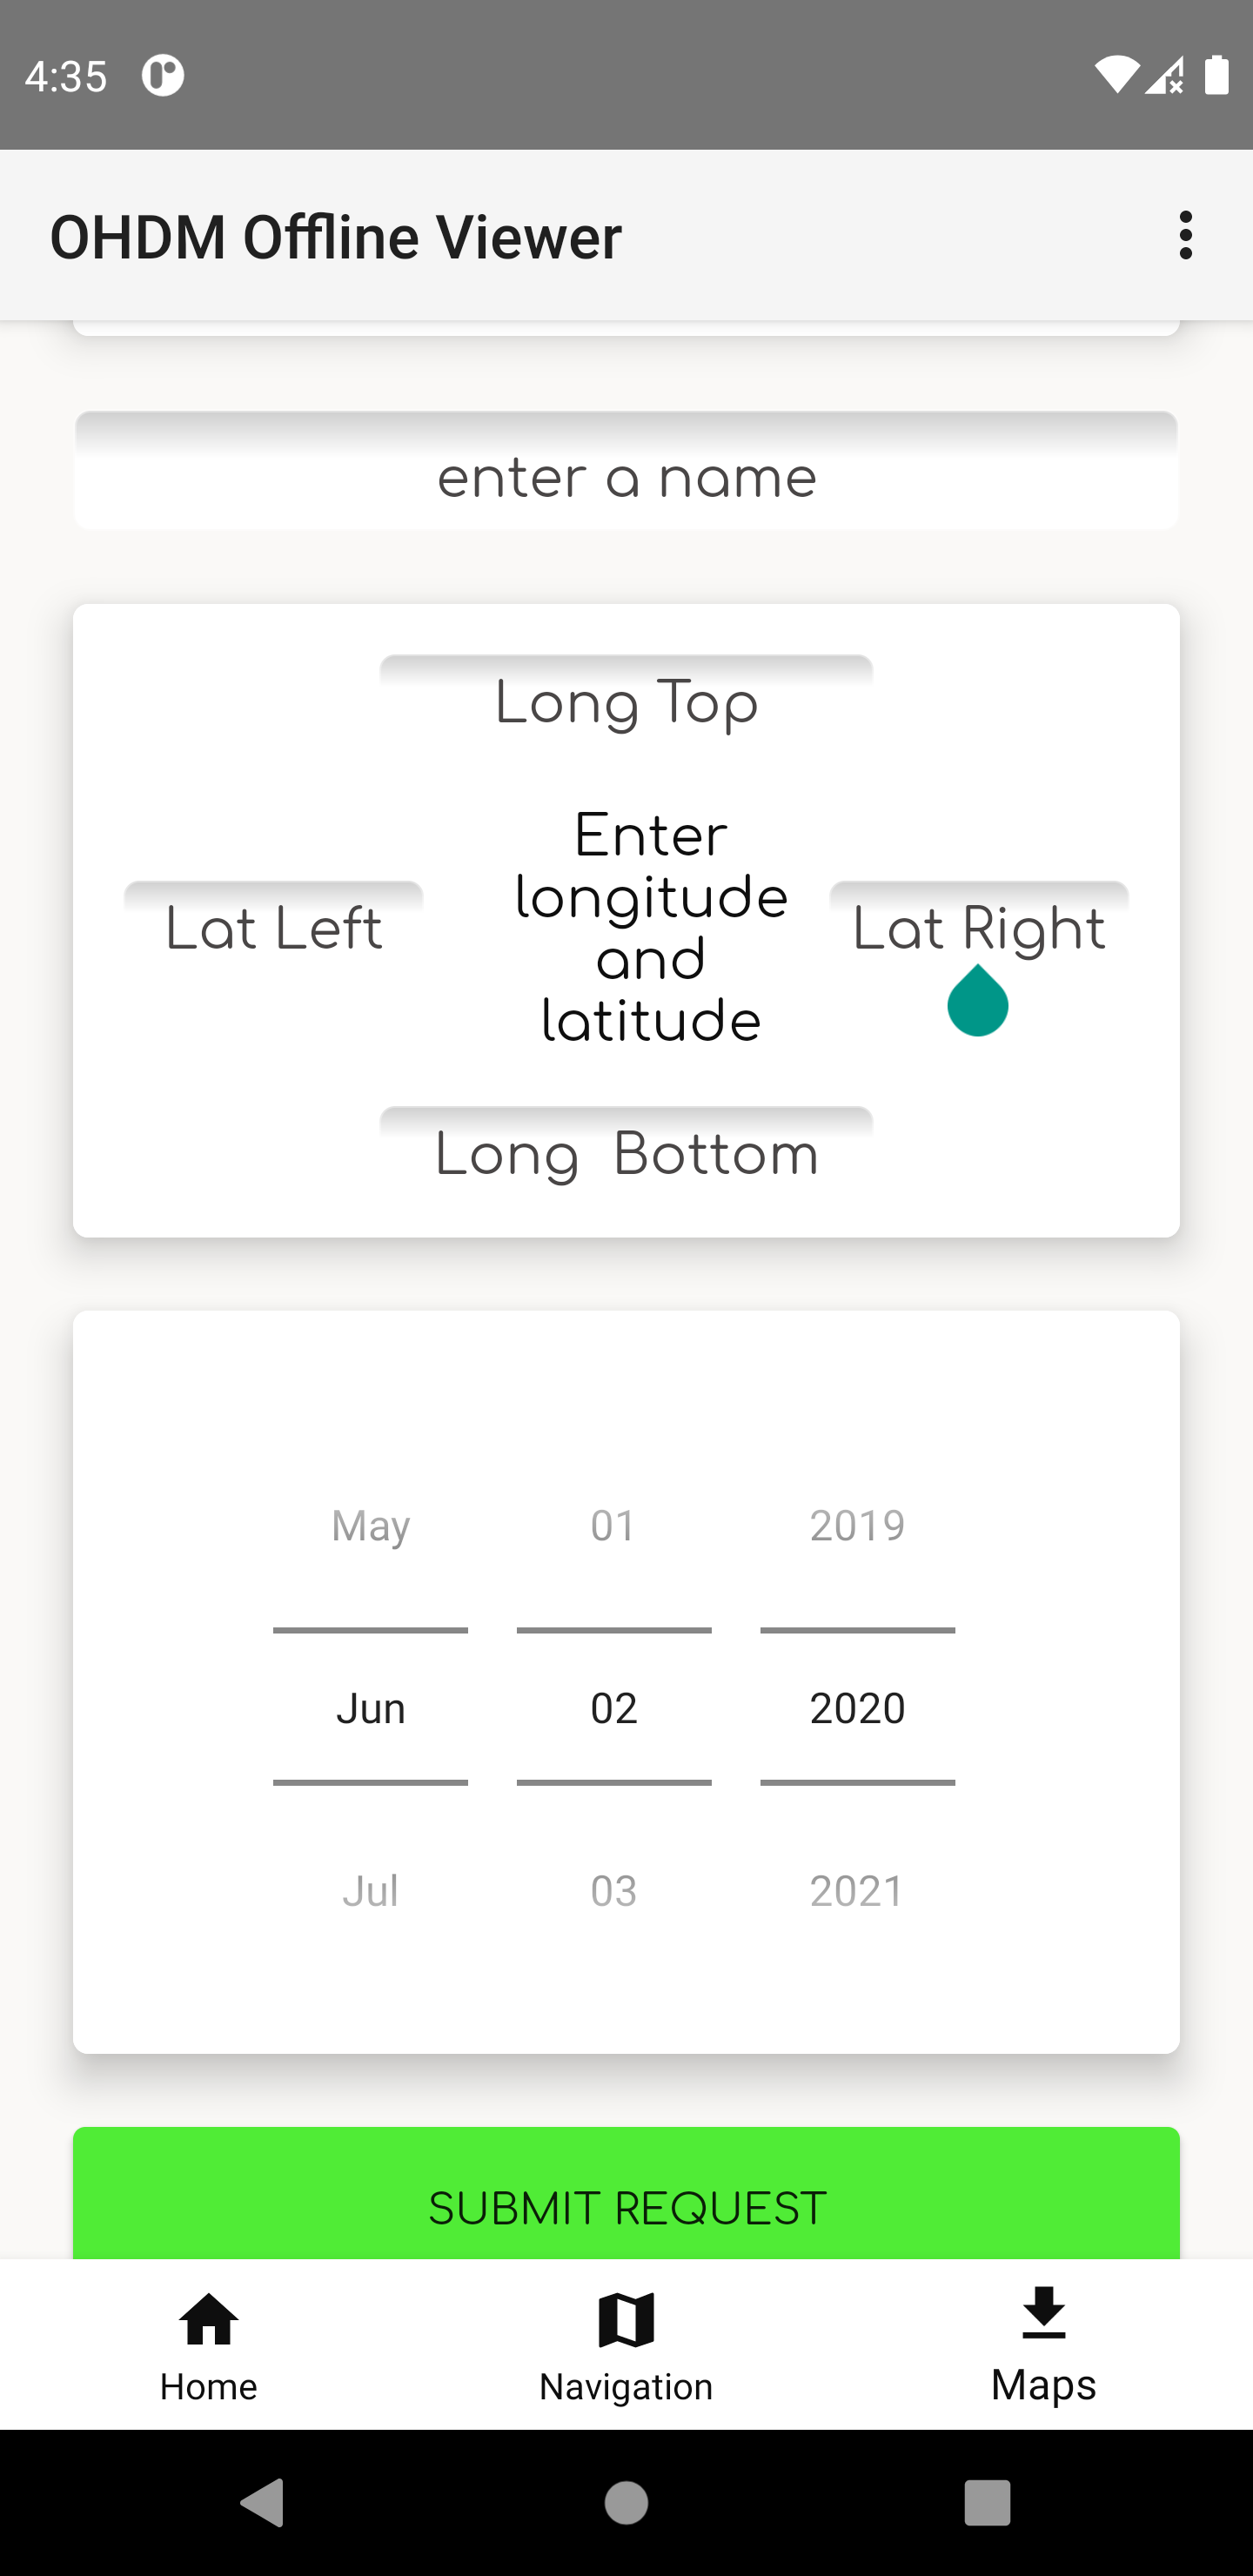 4:35
OHDM Offline Viewer
enter a name
Long Top
Enter
longitude
and
latitude
Lat Left
Lat Right
Long  Bottom
May 01 2019
Jun 02 2020
Jul 03 2021
SUBMIT REQUEST
Home Navigation Maps